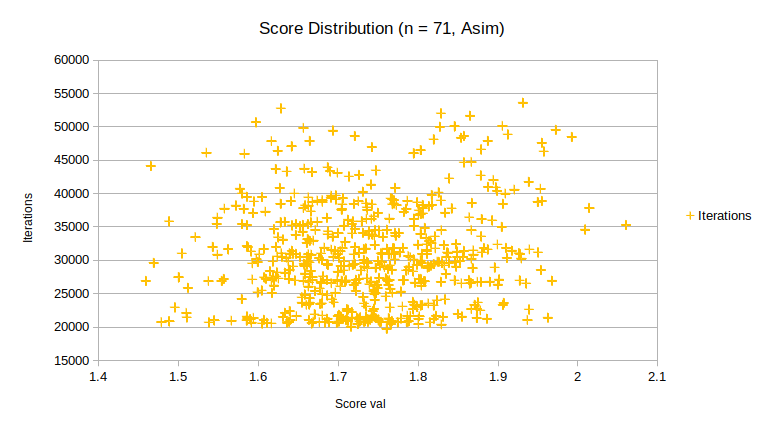 Score Distribution (n = 71, Asim)
60000
55000
50000
45000
40000
35000
30000
25000
20000
15000
Iterations
1.4 1.5 1.6 1.7 1.8 1.9 2 2.1
Score val
Iterations